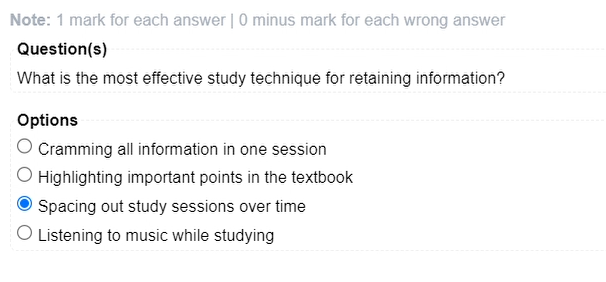 Note: 1 mark for each answer | 0 minus mark for each wrong answer
Question(s)
What is the most effective study technique for retaining information?
Options
Cramming all information in one session
Highlighting important points in the textbook
Spacing out study sessions over time
Listening to music while studying